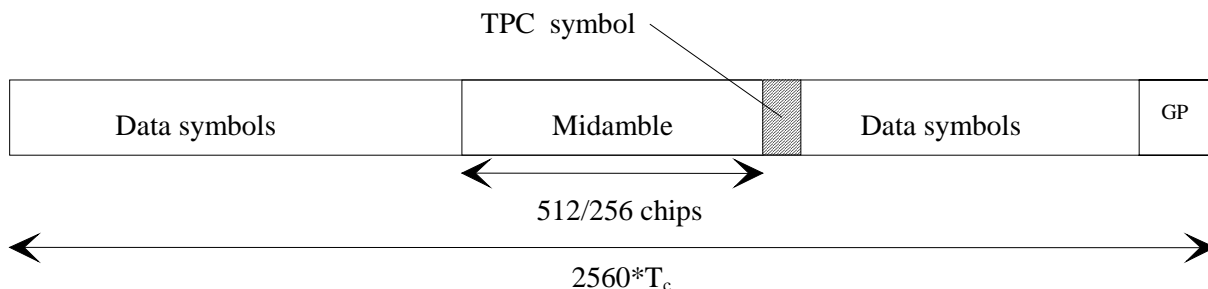 TPC symbol
Data symbols
Midamble
Data symbols
GP
512/256 chips
2560*Tc